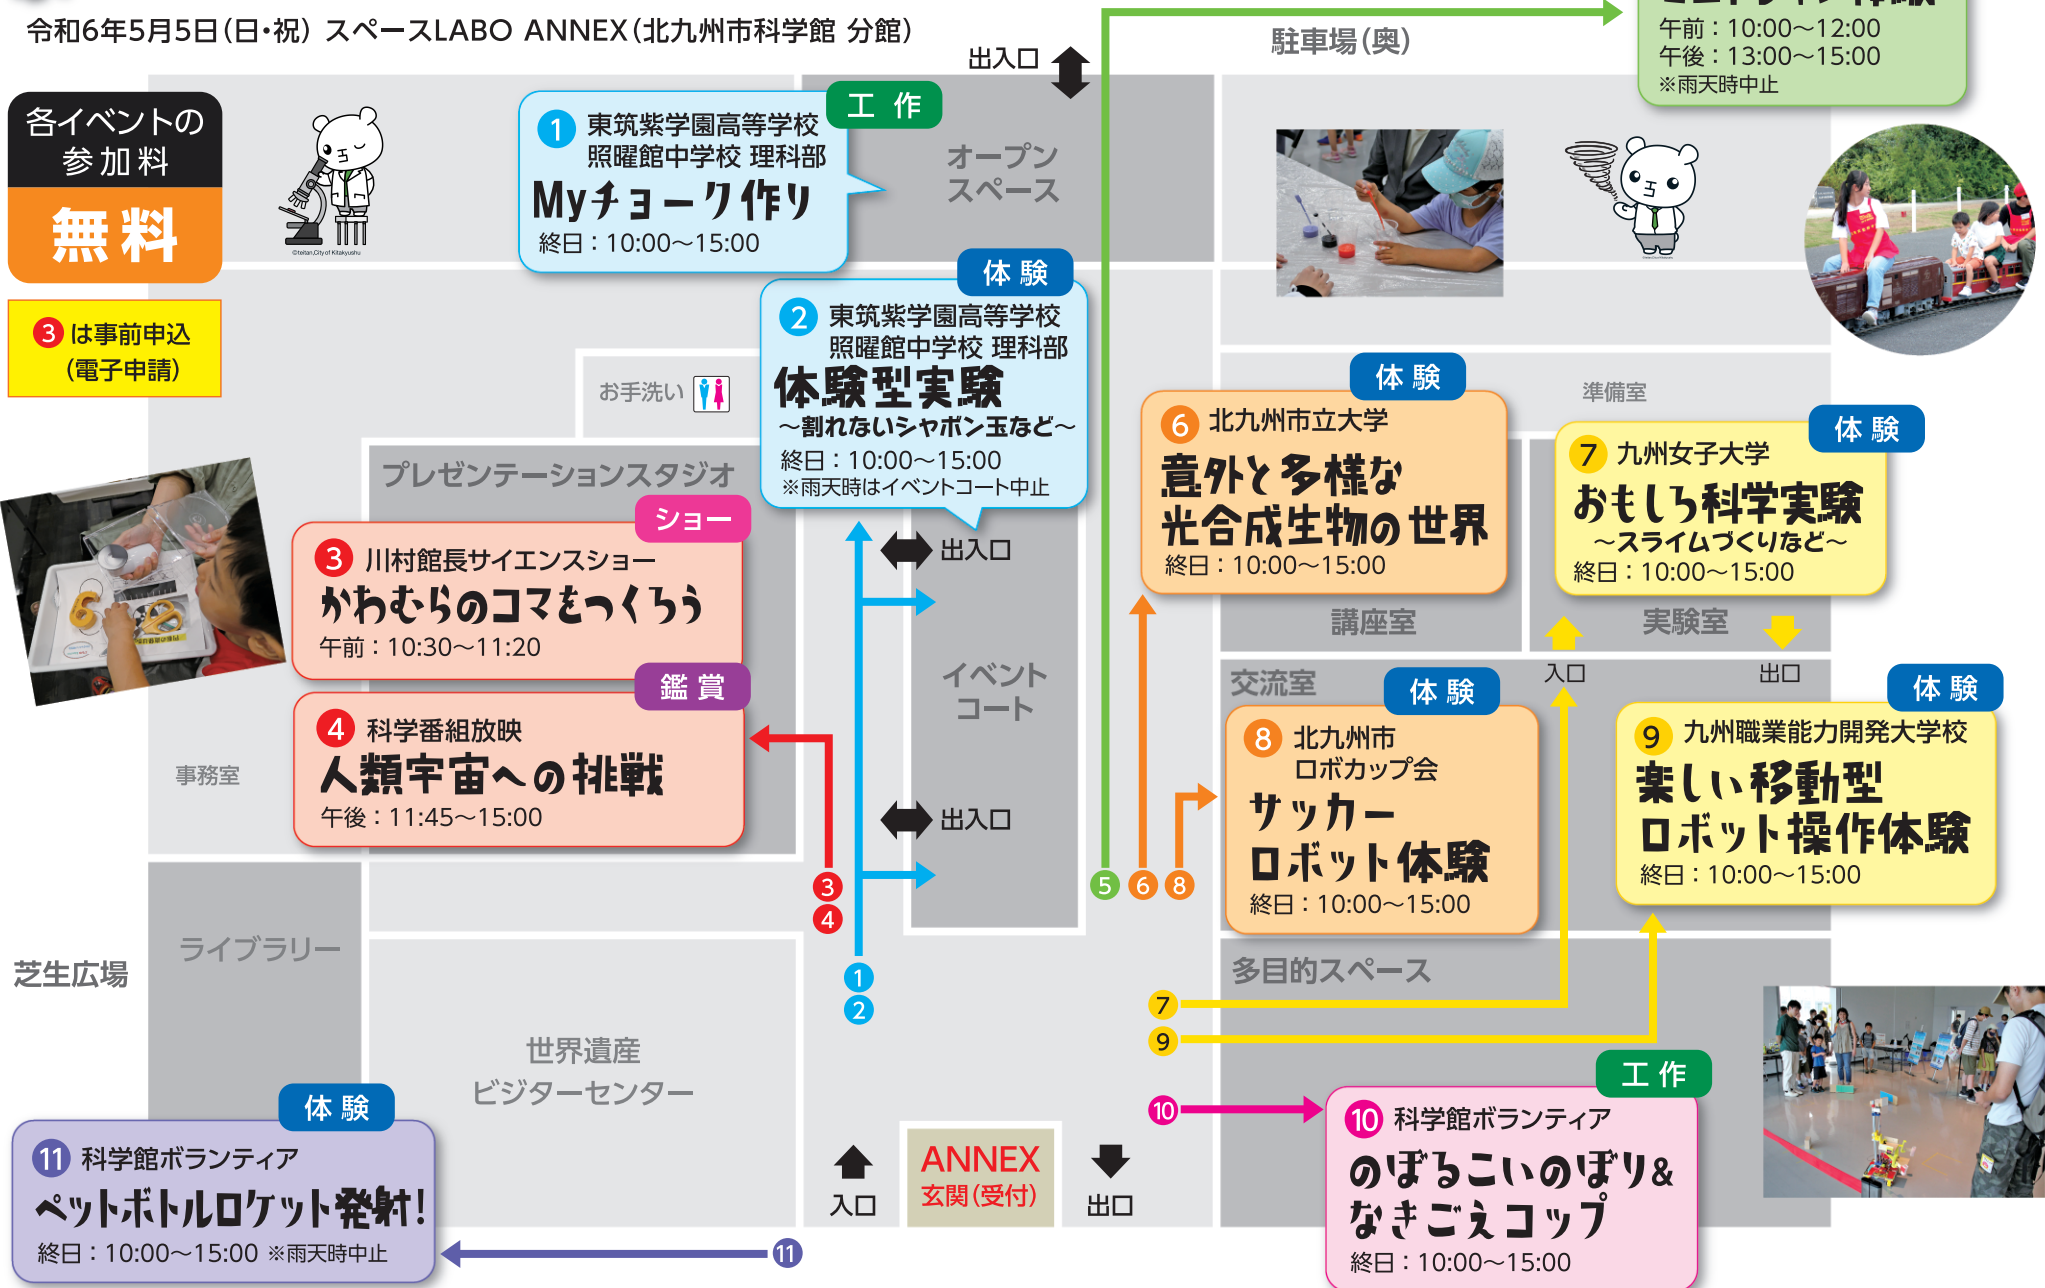 令和6年5月5日(日・祝) スペースLABO ANNEX(北九州市科学館 分館)
各イベントの
参加料
無料
3 は事前申込
(電子申請)
©teitan,City of Kitakyushu
出入口
駐車場(奥)
午前：10:00〜12:00
午後：13:00〜15:00
※雨天時中止
工作
1 東筑紫学園高等学校
照曜館中学校 理科部
Myチョーク作り
終日：10:00〜15:00
オープン
スペース
体験
2 東筑紫学園高等学校
照曜館中学校 理科部
体験型実験
〜割れないシャボン玉など〜
終日：10:00〜15:00
※雨天時はイベントコート中止
お手洗い
プレゼンテーションスタジオ
ショー
3 川村館長サイエンスショー
かわむらのコマをつくろう
午前：10:30〜11:20
鑑賞
4 科学番組放映
人類宇宙への挑戦
午後：11:45〜15:00
事務室
出入口
イベント
コート
出入口
体験
6 北九州市立大学
意外と多様な
光合成生物の世界
終日：10:00〜15:00
講座室
準備室
体験
7 九州女子大学
おもしろ科学実験
〜スライムづくりなど〜
終日：10:00〜15:00
実験室
入口
出口
交流室
体験
8 北九州市
ロボカップ会
サッカー
ロボット体験
終日：10:00〜15:00
体験
9 九州職業能力開発大学校
楽しい移動型
ロボット操作体験
終日：10:00〜15:00
3
4
5
6
8
1
2
7
9
10
ライブラリー
芝生広場
世界遺産
ビジターセンター
多目的スペース
工作
10 科学館ボランティア
のぼるこいのぼり&
なきごえコップ
終日：10:00〜15:00
体験
11 科学館ボランティア
ペットボトルロケット発射!
終日：10:00〜15:00 ※雨天時中止
11
入口
ANNEX
玄関(受付)
出口